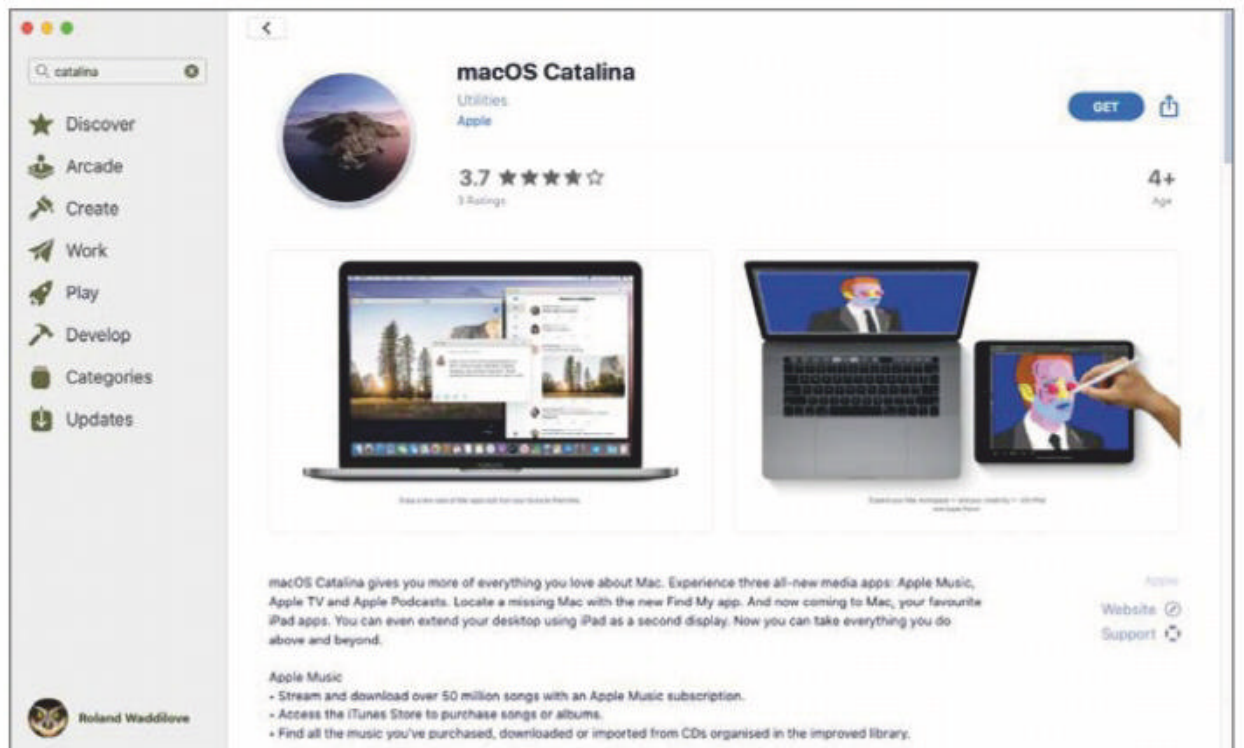 catalina
Discover
Arcade
Create
Work
Play
Develop
Categories
Updates
Roland Waddilove
macOS Catalina
Utilities
Apple
GET
3.7
3 Ratings
4+
Age
macOS Catalina gives you more of everything you love about Mac. Experience three all-new media apps: Apple Music,
Apple TV and Apple Podcasts. Locate a missing Mac with the new Find My app. And now coming to Mac, your favourite
iPad apps. You can even extend your desktop using iPad as a second display. Now you can take everything you do
above and beyond.
Apple
Website
Support
Apple Music
• Stream and download over 50 million songs with an Apple Music subscription.
• Access the iTunes Store to purchase songs or albums.
• Find all the music you've purchased, downloaded or imported from CDs organised in the improved library.